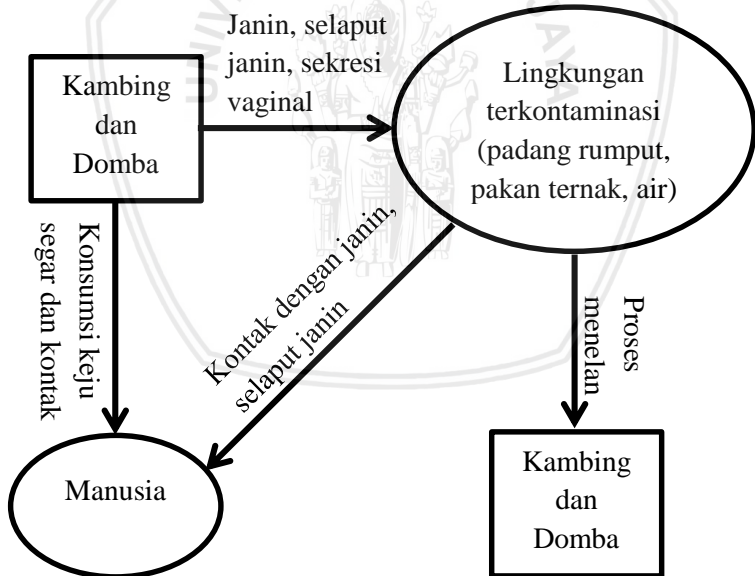 Janin, selaput
janin, sekresi
vaginal
Kambing
dan
Domba
Lingkungan
terkontaminasi
(padang rumput,
pakan ternak, air)
Konsumsi keju
segar dan kontak
Kontak dengan janin,
selaput janin
Proses
menelan
Manusia
Kambing
dan
Domba